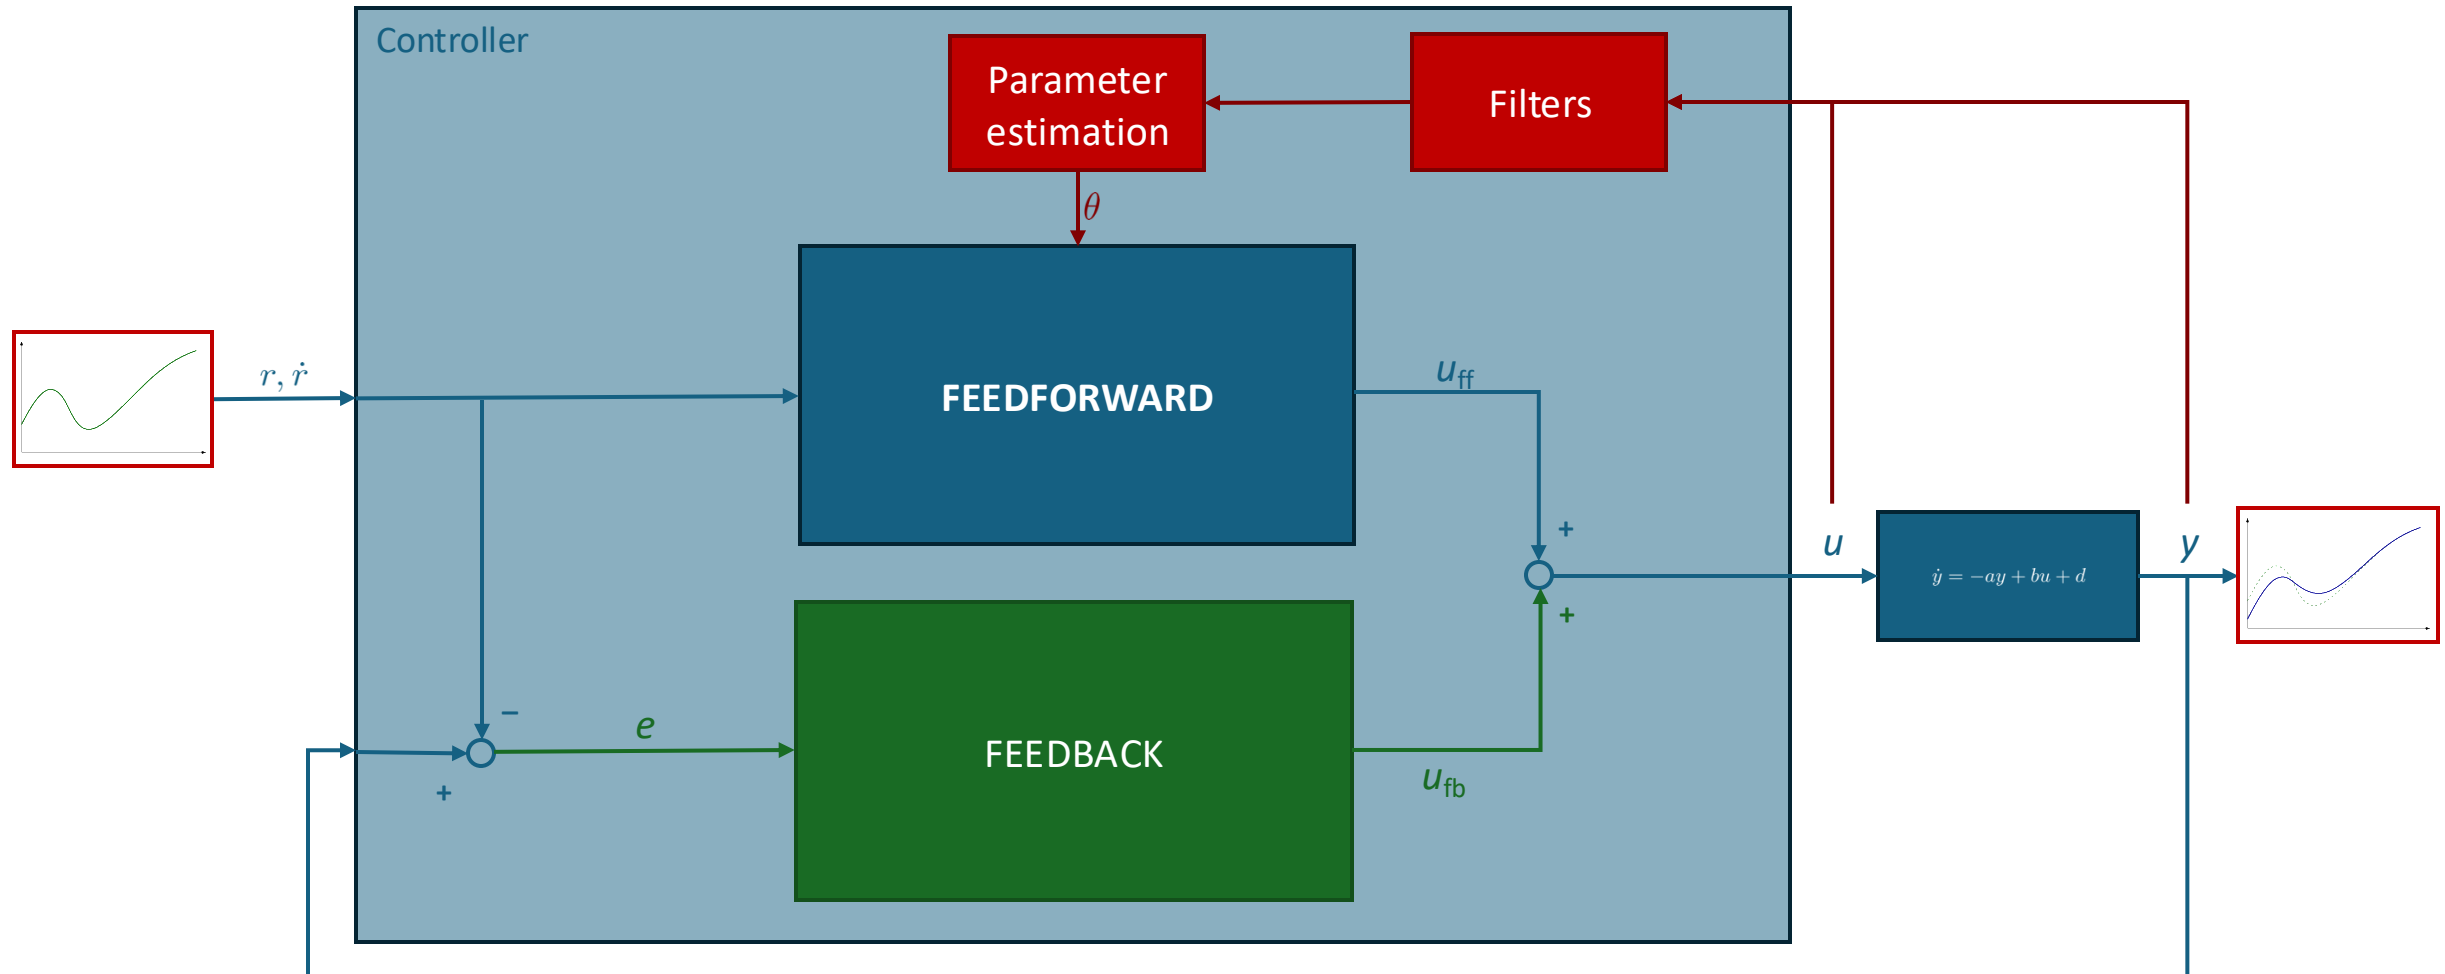 Controller
Parameter
estimation
Filters
θ
r, ṙ
FEEDFORWARD
u_ff
+
u
ẏ = −ay + bu + d
y
+
−
e
FEEDBACK
u_fb
+